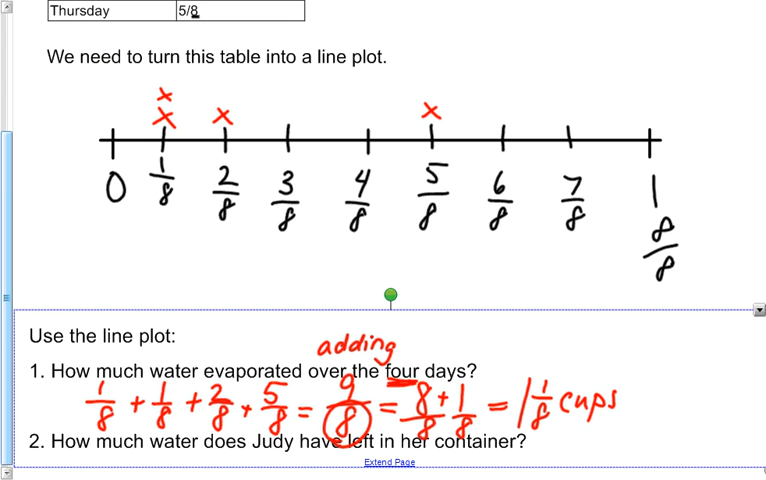 Thursday 5/8
We need to turn this table into a line plot.
x
x x x
0 1/8 2/8 3/8 4/8 5/8 6/8 7/8 1
8/8
Use the line plot:
adding
1. How much water evaporated over the four days?
1/8 + 1/8 + 2/8 + 5/8 = 9/8 = 8/8 + 1/8 = 1 1/8 cups
2. How much water does Judy have left in her container?
Extend Page